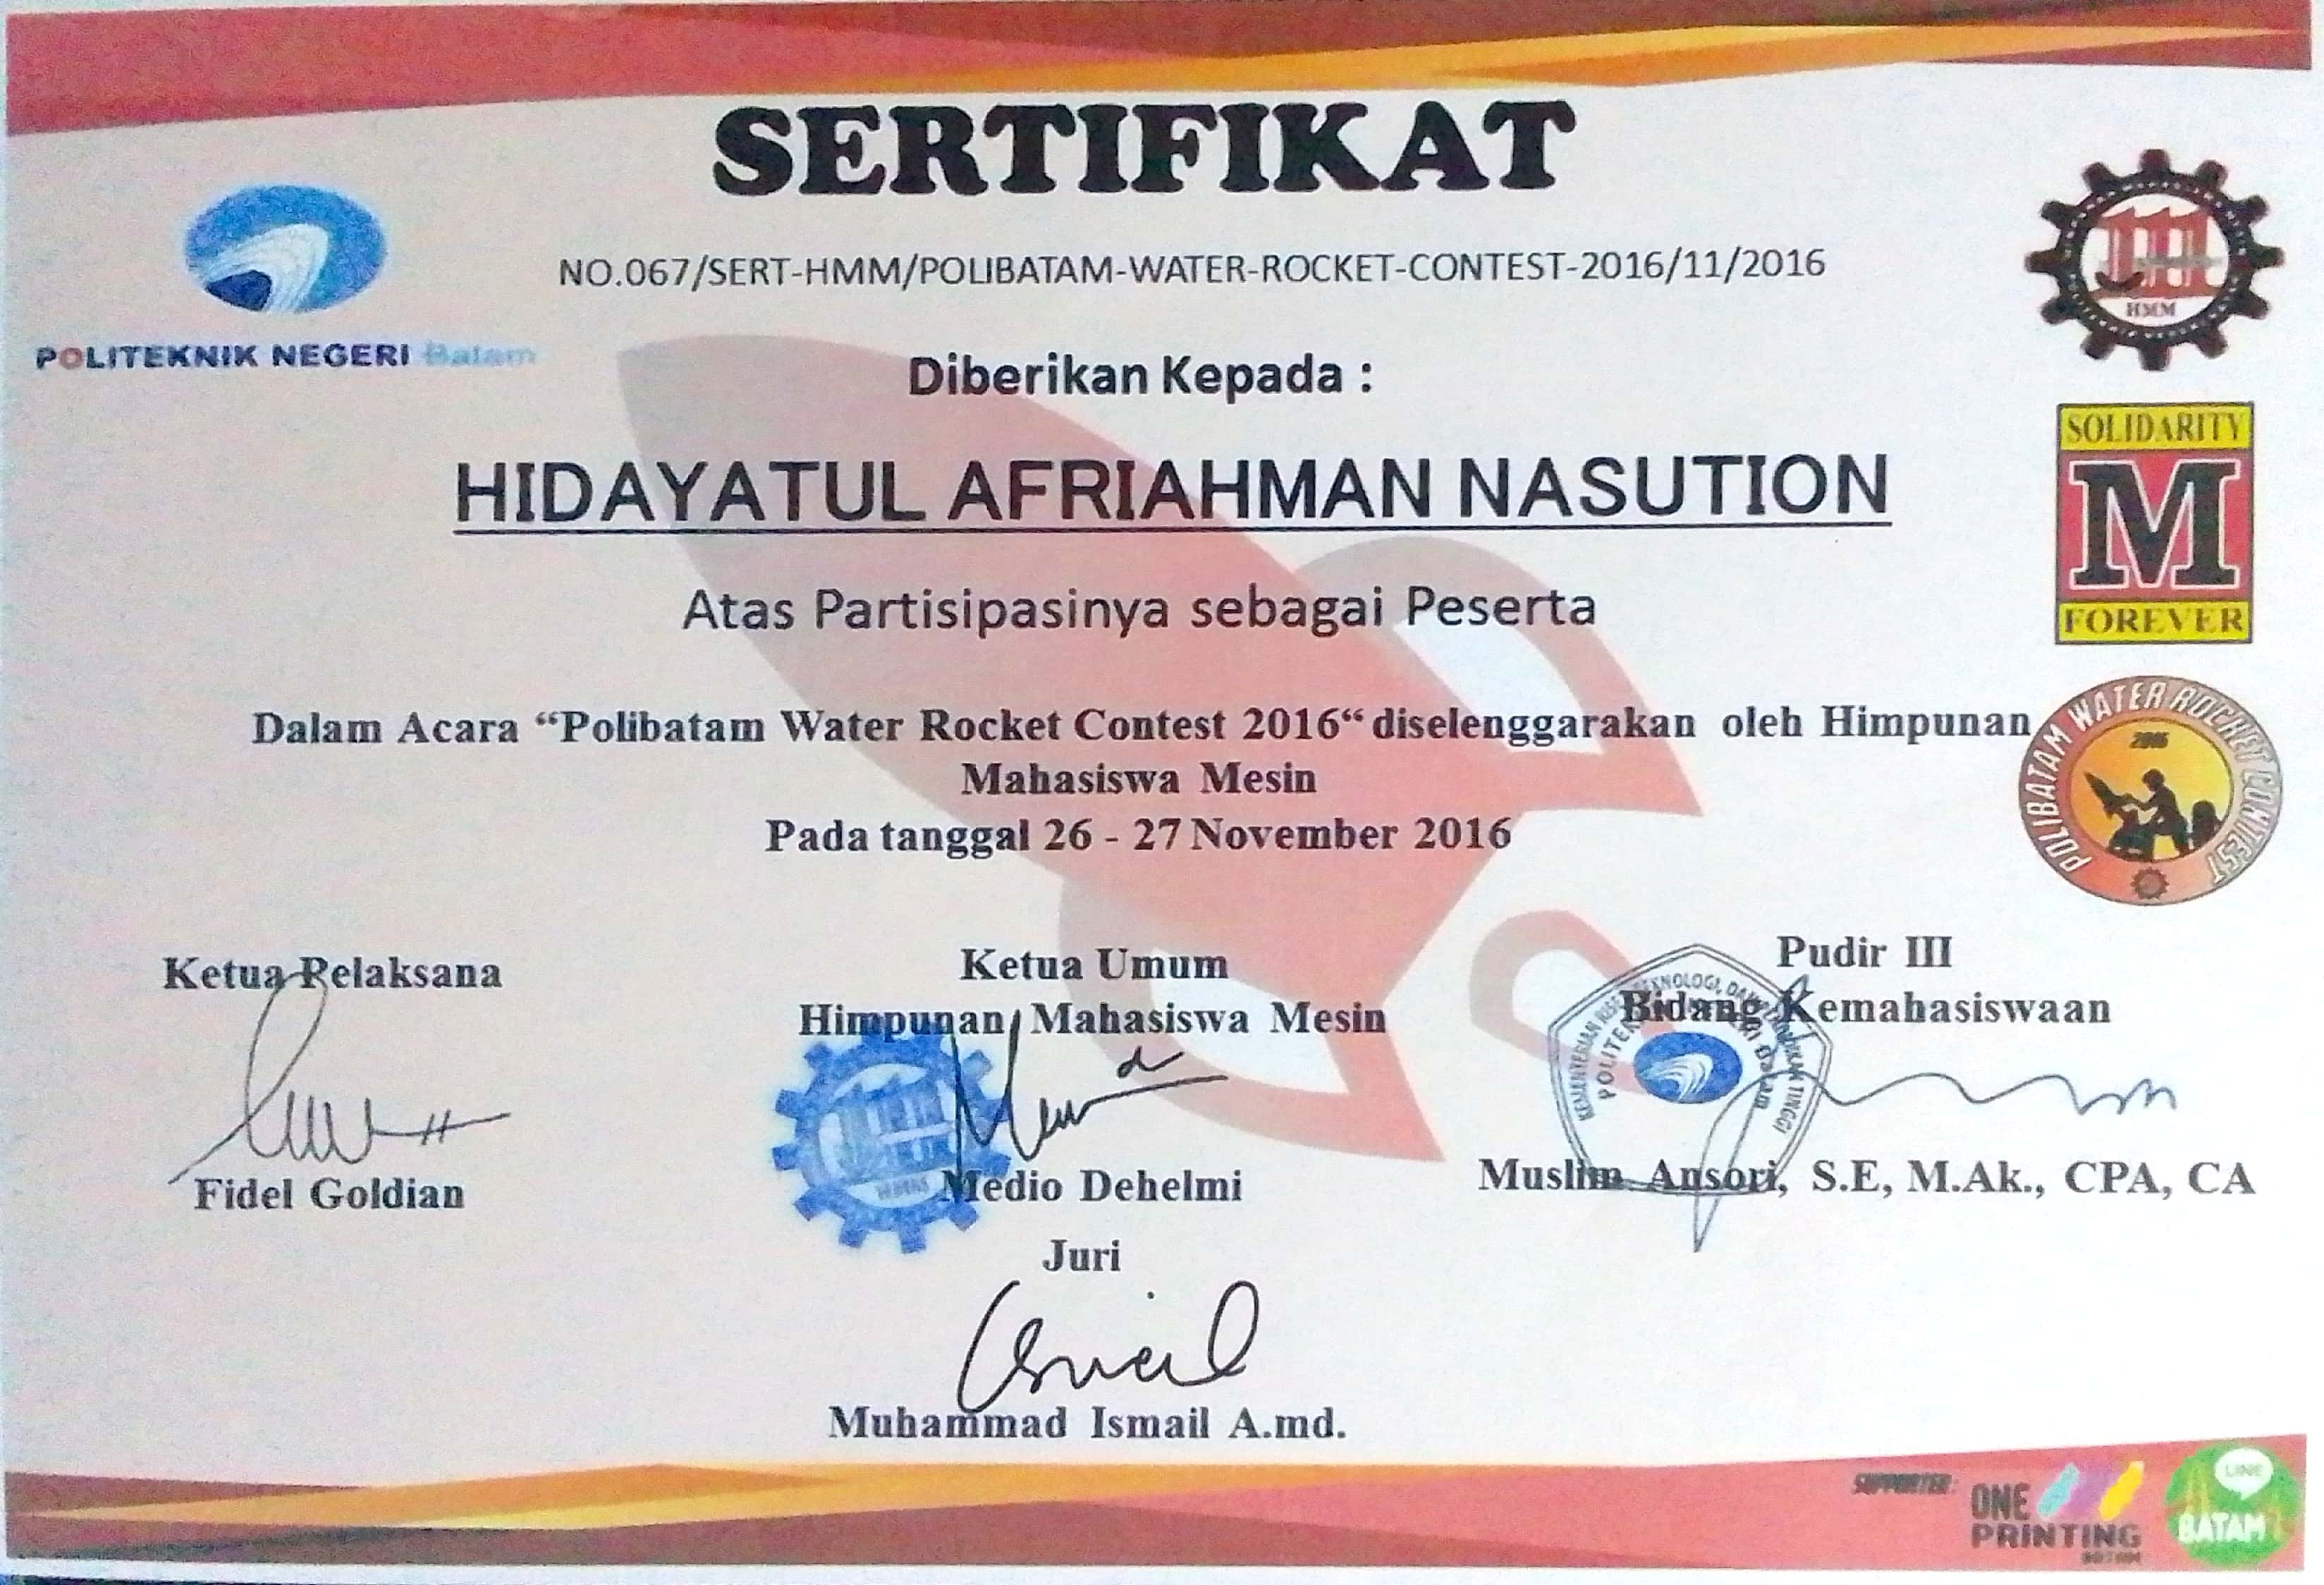 SERTIFIKAT
NO.067/SERT-HMM/POLIBATAM-WATER-ROCKET-CONTEST-2016/11/2016
POLITEKNIK NEGERI Batam
HMM
Diberikan Kepada :
HIDAYATUL AFRIAHMAN NASUTION
SOLIDARITY
M
FOREVER
Atas Partisipasinya sebagai Peserta
Dalam Acara “Polibatam Water Rocket Contest 2016“ diselenggarakan oleh Himpunan
Mahasiswa Mesin
Pada tanggal 26 - 27 November 2016
POLIBATAM WATER ROCKET CONTEST
2016
Ketua Pelaksana
Fidel Goldian
Ketua Umum
Himpunan Mahasiswa Mesin
Medio Dehelmi
Pudir III
Bidang Kemahasiswaan
Muslim Ansori, S.E, M.Ak., CPA, CA
Juri
Muhammad Ismail A.md.
SUPPORTER:
ONE
PRINTING
BATAM
LINE
BATAM